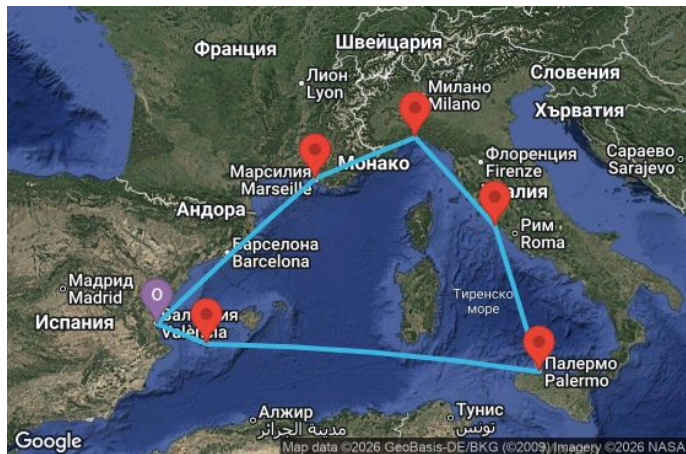 Франция
Швейцария
Лион
Lyon
Словения
Милано
Milano
Хърватия
Марсилия
Marseille
Монако
Флоренция
Firenze
Сараево
Sarajevo
Андора
Рим
Roma
Барселона
Barcelona
Мадрид
Madrid
O
Испания
València
Тиренско
море
Палермо
Palermo
Алжир
مدينة الجزائر
Тунис
تونس
Google
Map data ©2026 GeoBasis-DE/BKG (©2009) Imagery ©2026 NASA